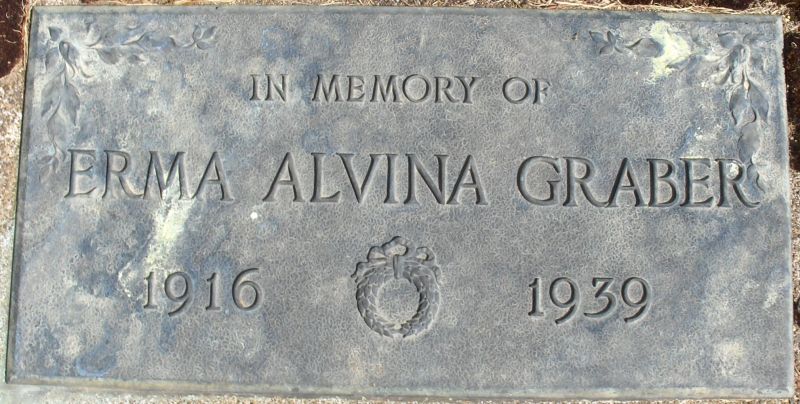 IN MEMORY OF
ERMA ALVINA GRABER
1916 1939